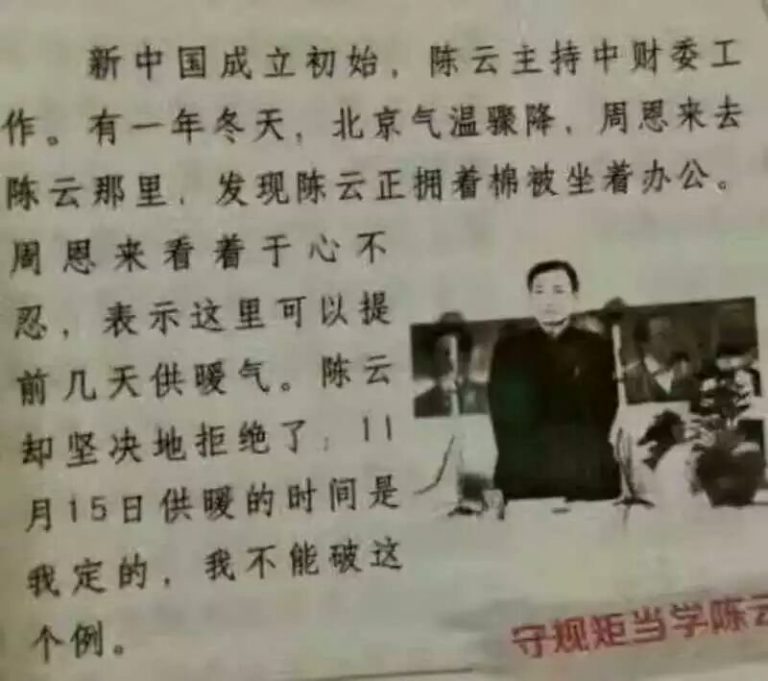 新中国成立初始，陈云主持中财委工
作。有一年冬天，北京气温骤降，周恩来去
陈云那里，发现陈云正拥着棉被坐着办公。
周恩来看着于心不
忍，表示这里可以提
前几天供暖气。陈云
却坚决地拒绝了：11
月15日供暖的时间是
我定的，我不能破这
个例。
守规矩当学陈云